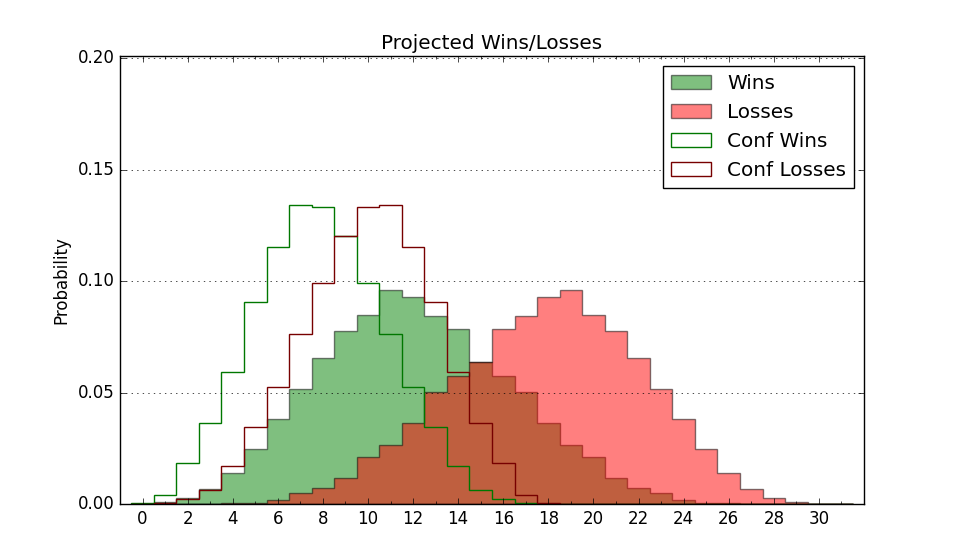 Projected Wins/Losses
Probability
0.20
0.15
0.10
0.05
0.00
Wins
Losses
Conf Wins
Conf Losses
0 2 4 6 8 10 12 14 16 18 20 22 24 26 28 30